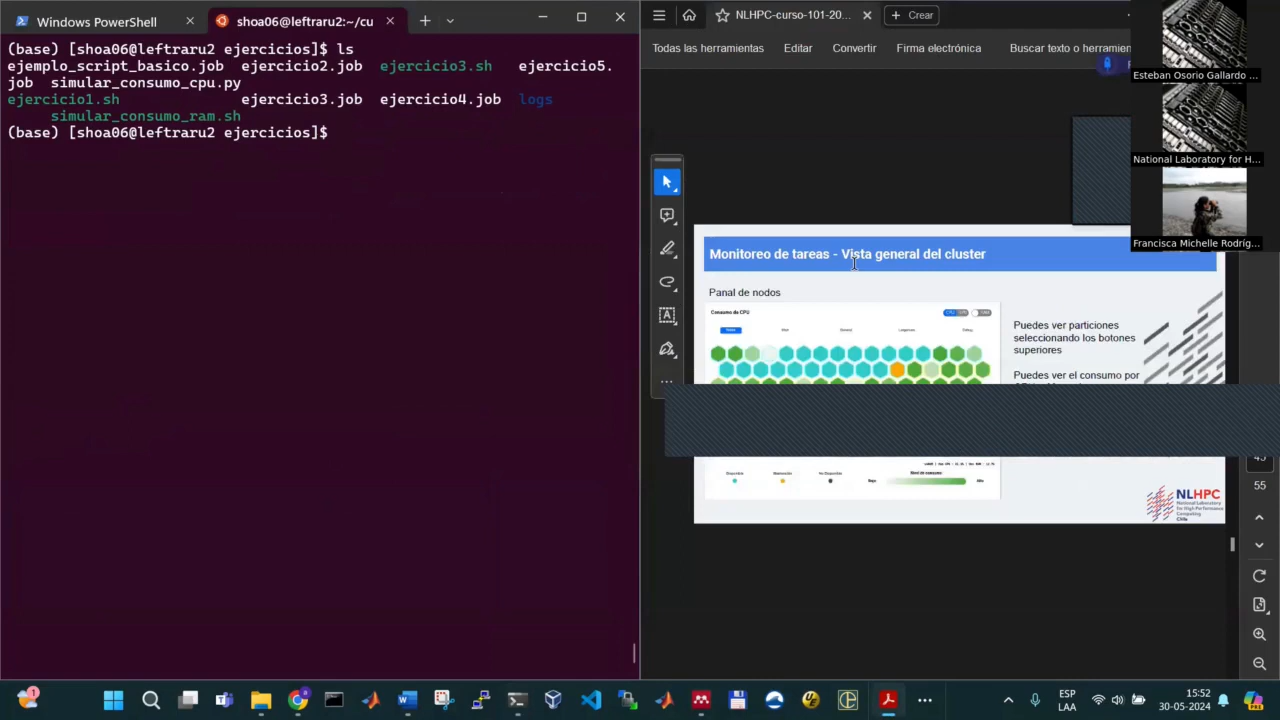 Windows PowerShell
shoa06@leftraru2:~/cu
(base) [shoa06@leftraru2 ejercicios]$ ls
ejemplo_script_basico.job  ejercicio2.job  ejercicio3.sh   ejercicio5.
job  simular_consumo_cpu.py
ejercicio1.sh              ejercicio3.job  ejercicio4.job  logs
     simular_consumo_ram.sh
(base) [shoa06@leftraru2 ejercicios]$
NLHPC-curso-101-20...
Crear
Todas las herramientas
Editar
Convertir
Firma electrónica
Buscar texto o herramien
Esteban Osorio Gallardo ...
National Laboratory for H...
Francisca Michelle Rodríg...
Monitoreo de tareas - Vista general del cluster
Panal de nodos
Consumo de CPU
Puedes ver particiones
seleccionando los botones
superiores
Puedes ver el consumo por
NLHPC
National Laboratory
for High Performance
Computing
Chile
55
1
ESP
LAA
15:52
30-05-2024